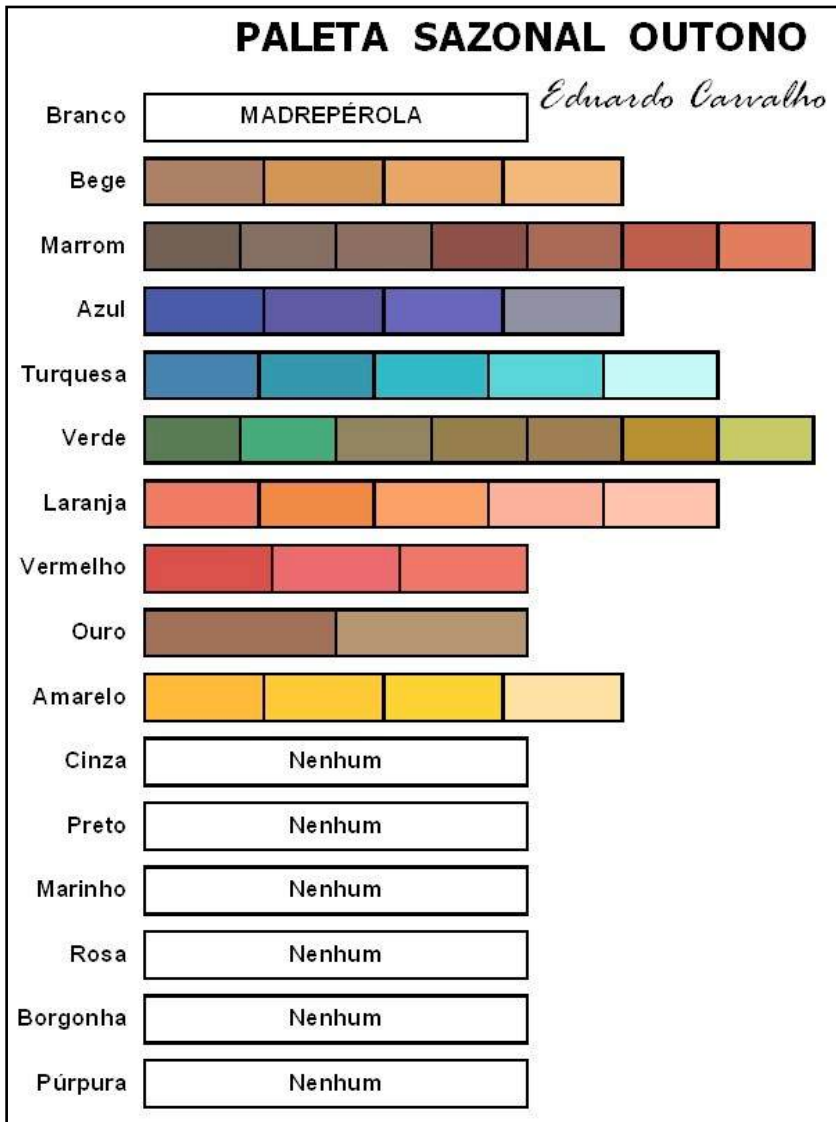 PALETA SAZONAL OUTONO
Eduardo Carvalho
Branco MADREPÉROLA
Bege
Marrom
Azul
Turquesa
Verde
Laranja
Vermelho
Ouro
Amarelo
Cinza Nenhum
Preto Nenhum
Marinho Nenhum
Rosa Nenhum
Borgonha Nenhum
Púrpura Nenhum